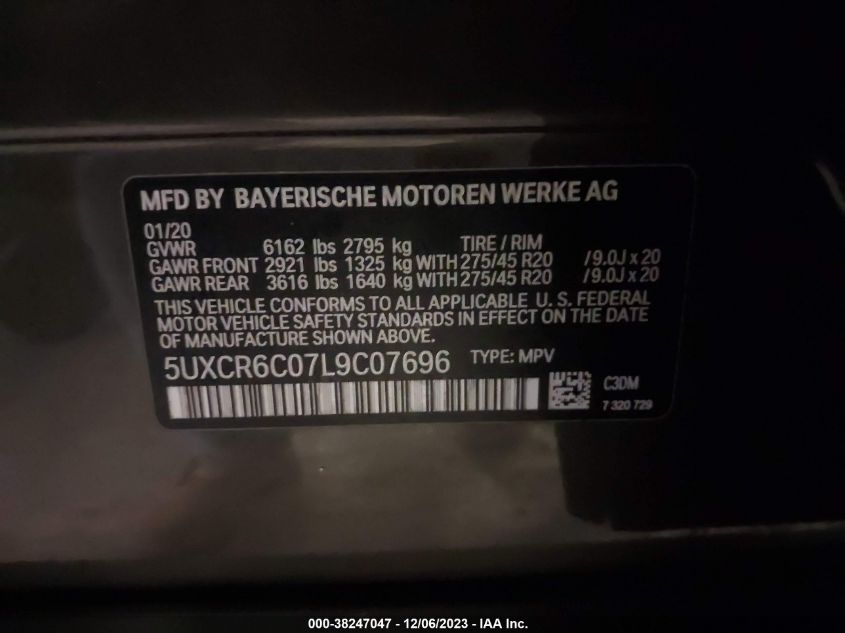 MFD BY BAYERISCHE MOTOREN WERKE AG
01/20
GVWR 6162 lbs 2795 kg TIRE / RIM
GAWR FRONT 2921 lbs 1325 kg WITH 275/45 R20 /9.0J x 20
GAWR REAR 3616 lbs 1640 kg WITH 275/45 R20 /9.0J x 20
THIS VEHICLE CONFORMS TO ALL APPLICABLE U. S. FEDERAL
MOTOR VEHICLE SAFETY STANDARDS IN EFFECT ON THE DATE
OF MANUFACTURE SHOWN ABOVE.
5UXCR6C07L9C07696 TYPE: MPV
C3DM
7 320 729
000-38247047 - 12/06/2023 - IAA Inc.